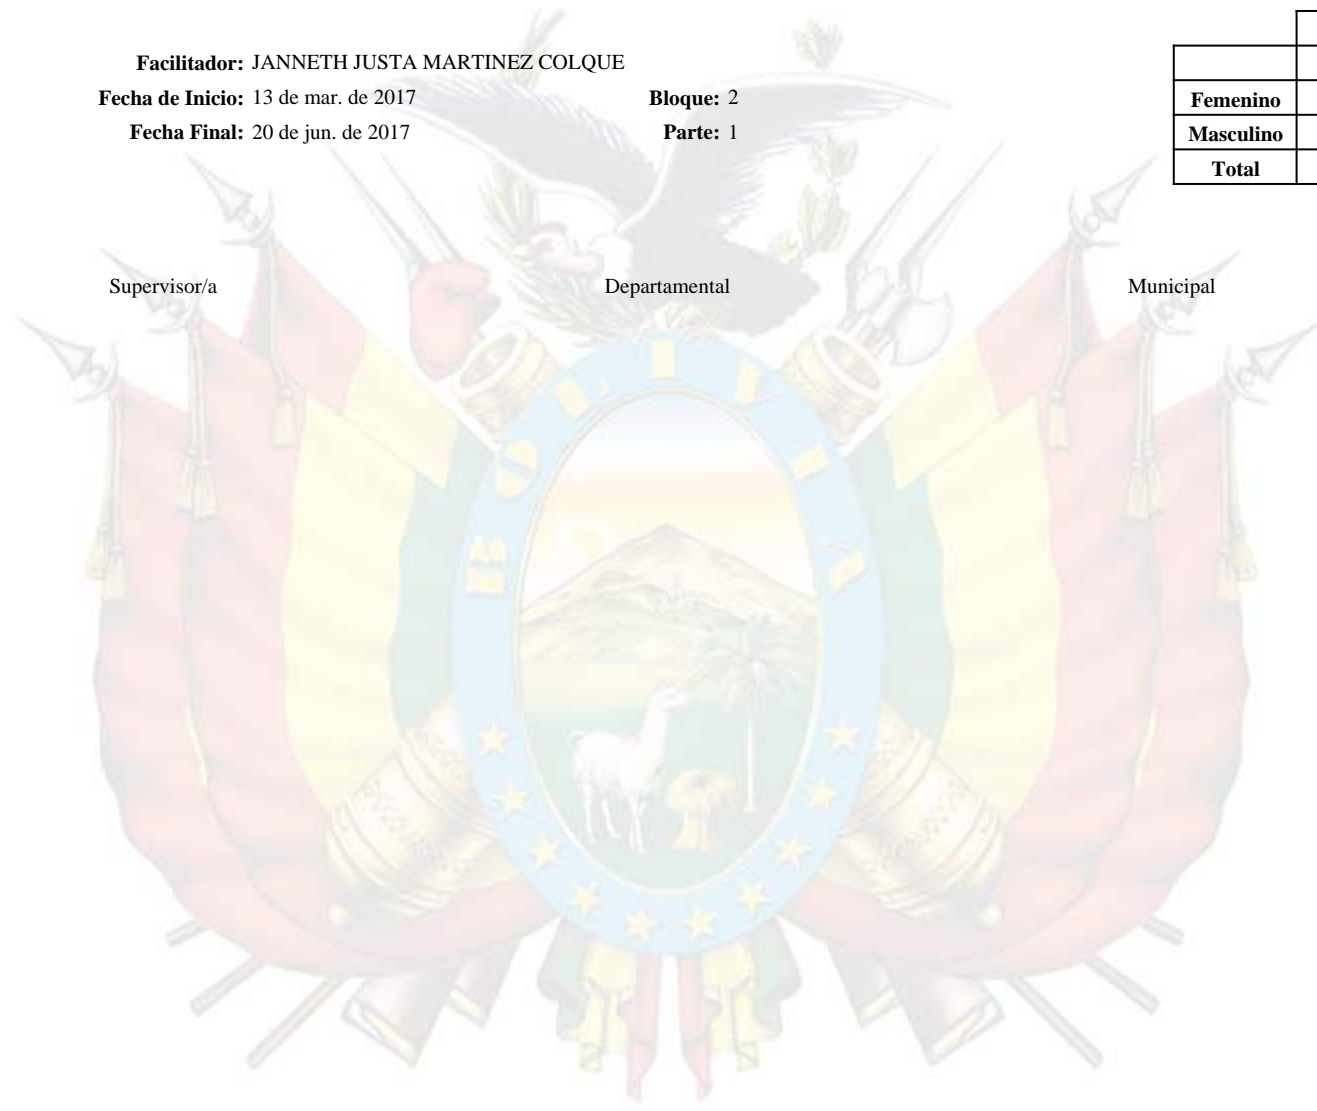 Facilitador: JANNETH JUSTA MARTINEZ COLQUE
Fecha de Inicio: 13 de mar. de 2017 Bloque: 2
Fecha Final: 20 de jun. de 2017 Parte: 1
Femenino
Masculino
Total
Supervisor/a Departamental Municipal
BOLIVIA